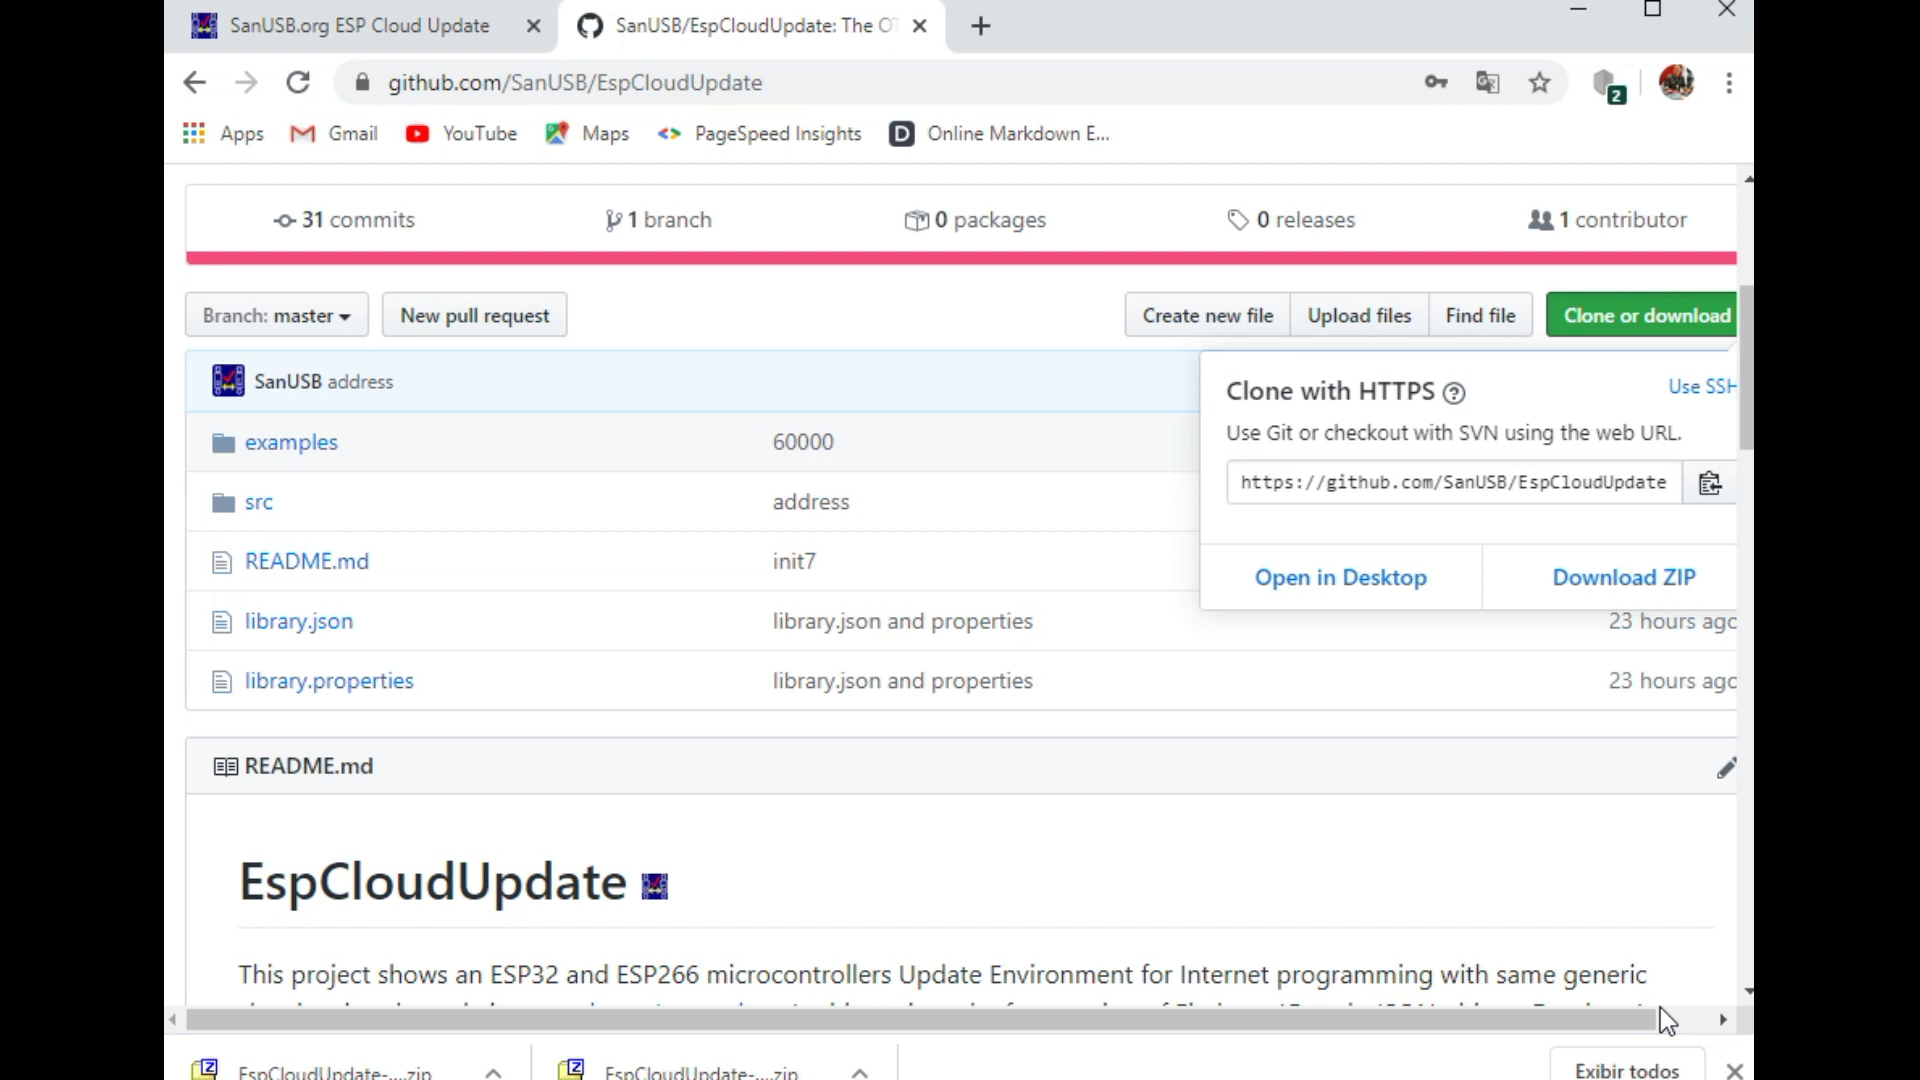 SanUSB.org ESP Cloud Update
SanUSB/EspCloudUpdate: The OT
github.com/SanUSB/EspCloudUpdate
2
Apps Gmail YouTube Maps PageSpeed Insights D Online Markdown E...
31 commits 1 branch 0 packages 0 releases 1 contributor
Branch: master New pull request Create new file Upload files Find file Clone or download
SanUSB address
Clone with HTTPS Use SSH
Use Git or checkout with SVN using the web URL.
https://github.com/SanUSB/EspCloudUpdate
Open in Desktop Download ZIP
examples 60000
src address
README.md init7
library.json library.json and properties 23 hours ago
library.properties library.json and properties 23 hours ago
README.md
EspCloudUpdate
This project shows an ESP32 and ESP266 microcontrollers Update Environment for Internet programming with same generic
EspCloudUpdate-....zip EspCloudUpdate-....zip Exibir todos